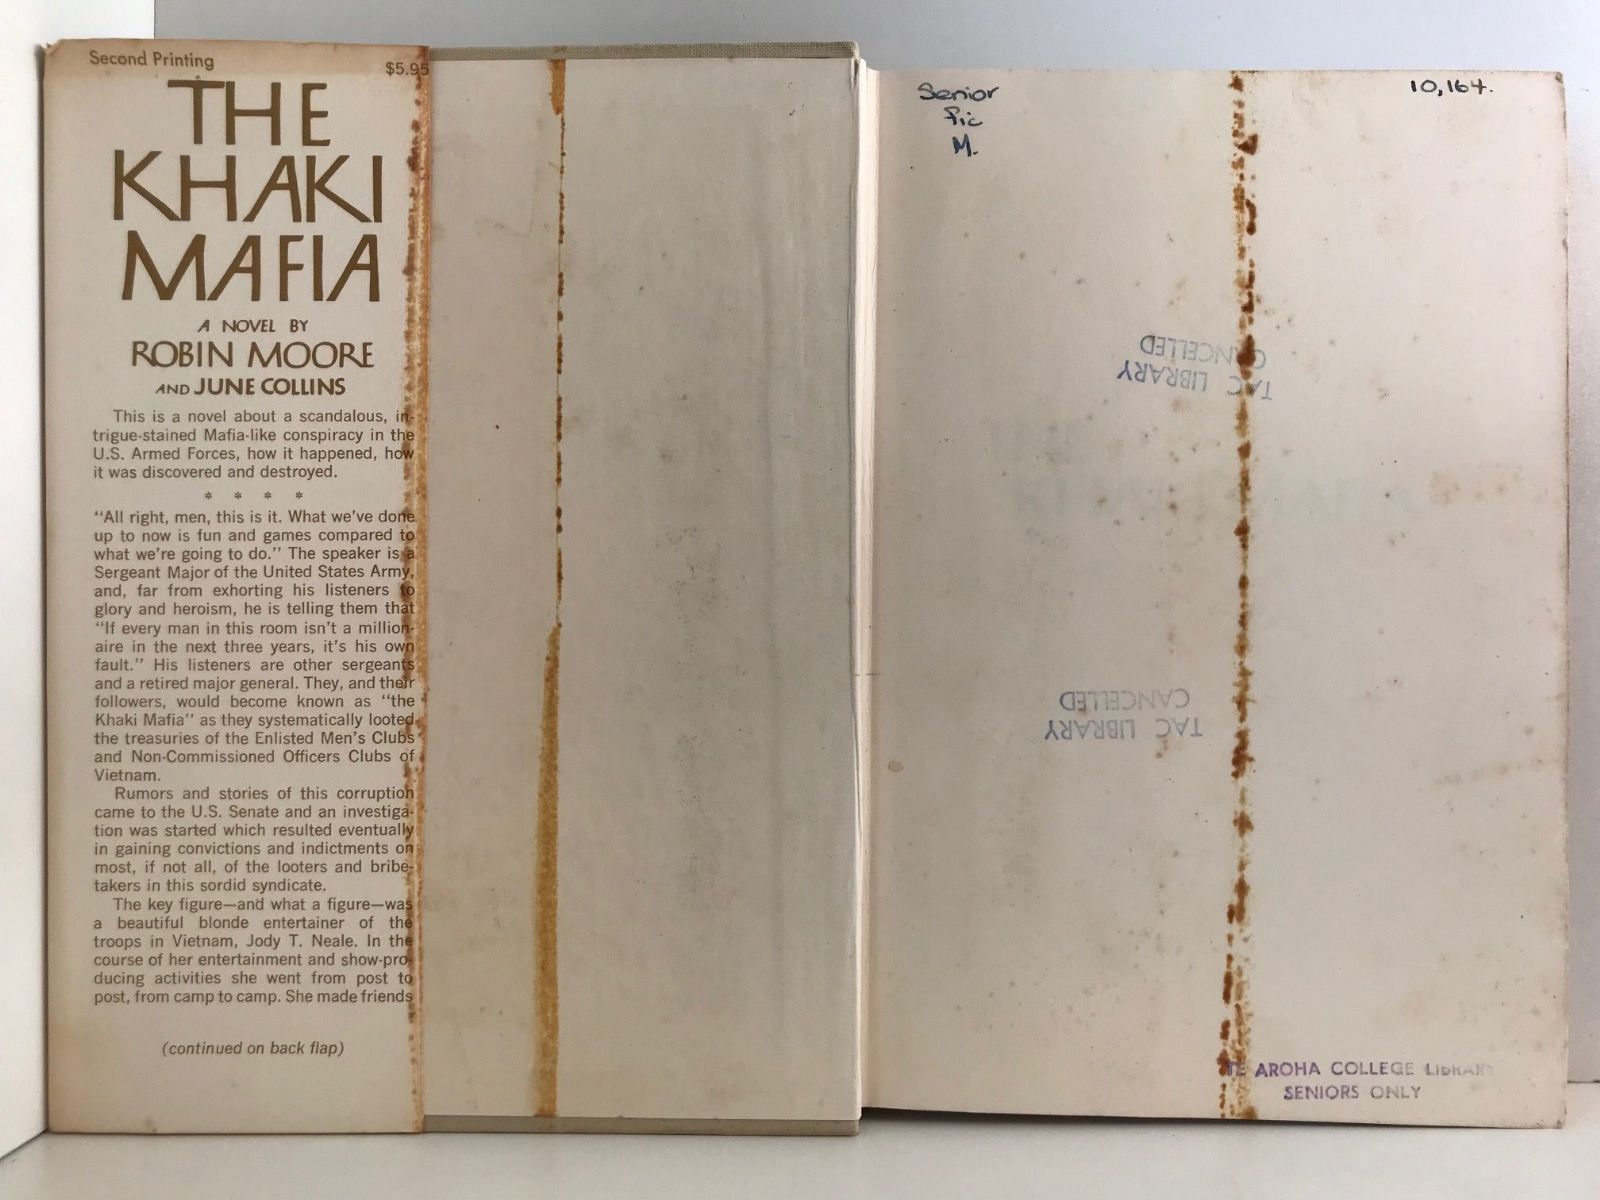 Second Printing
$5.95
THE
KHAKI
MAFIA
A NOVEL BY
ROBIN MOORE
AND JUNE COLLINS
This is a novel about a scandalous, in-
trigue-stained Mafia-like conspiracy in the
U.S. Armed Forces, how it happened, how
it was discovered and destroyed.
* * * *
“All right, men, this is it. What we’ve done
up to now is fun and games compared to
what we’re going to do.” The speaker is a
Sergeant Major of the United States Army,
and, far from exhorting his listeners to
glory and heroism, he is telling them that
“If every man in this room isn’t a million-
aire in the next three years, it’s his own
fault.” His listeners are other sergeants
and a retired major general. They, and their
followers, would become known as “the
Khaki Mafia” as they systematically looted
the treasuries of the Enlisted Men’s Clubs
and Non-Commissioned Officers Clubs of
Vietnam.
Rumors and stories of this corruption
came to the U.S. Senate and an investiga-
tion was started which resulted eventually
in gaining convictions and indictments on
most, if not all, of the looters and bribe-
takers in this sordid syndicate.
The key figure—and what a figure—was
a beautiful blonde entertainer of the
troops in Vietnam, Jody T. Neale. In the
course of her entertainment and show-pro-
ducing activities she went from post to
post, from camp to camp. She made friends
(continued on back flap)
Senior
fic
M.
10,164.
TAC LIBRARY
CANCELLED
TAC LIBRARY
CANCELLED
TE AROHA COLLEGE LIBRARY
SENIORS ONLY